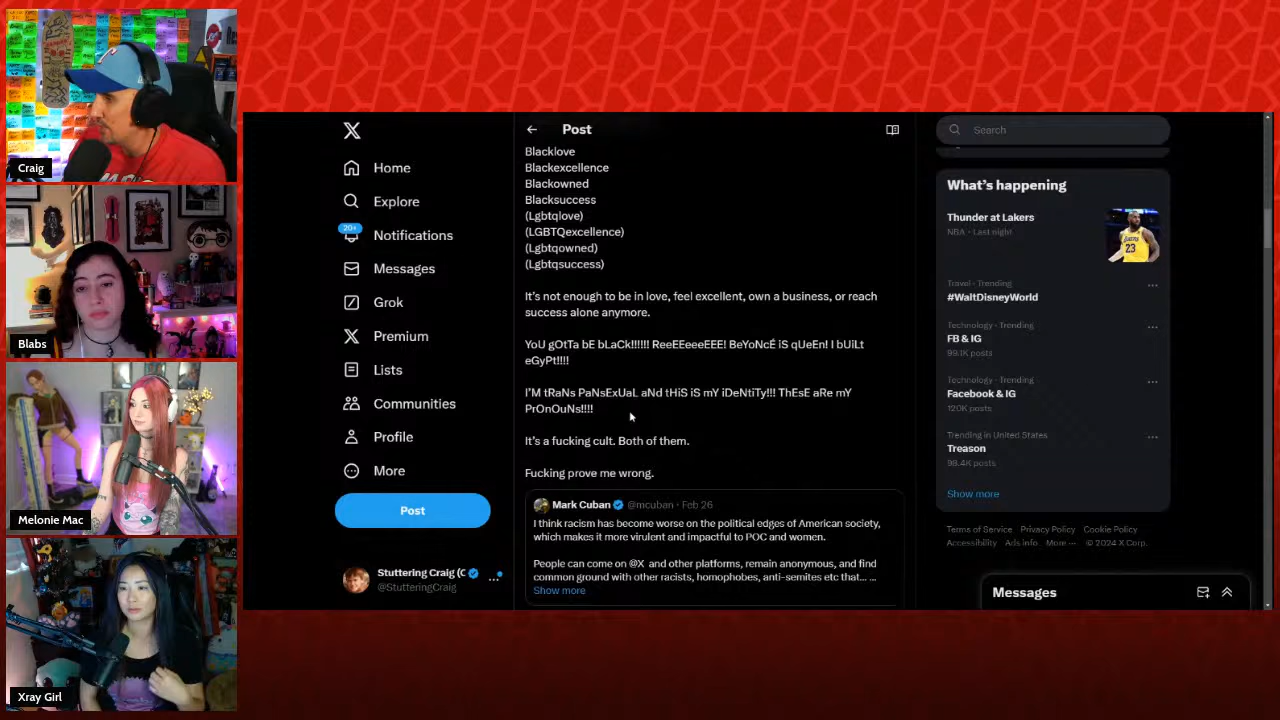 Craig
Blabs
Melonie Mac
Xray Girl
Home
Explore
20+
Notifications
Messages
Grok
Premium
Lists
Communities
Profile
More
Post
Stuttering Craig (C
@StutteringCraig
Post
Blacklove
Blackexcellence
Blackowned
Blacksuccess
(Lgbtqlove)
(LGBTQexcellence)
(Lgbtqowned)
(Lgbtqsuccess)
It's not enough to be in love, feel excellent, own a business, or reach
success alone anymore.
YoU gOtTa bE bLaCk!!!!!! ReeEEeeeEEE! BeYoNcÉ iS qUeEn! I bUiLt
eGyPt!!!!
I'M tRaNs PaNsExUaL aNd tHiS iS mY iDeNtiTy!!! ThEsE aRe mY
PrOnOuNs!!!!
It's a fucking cult. Both of them.
Fucking prove me wrong.
Mark Cuban @mcuban · Feb 26
I think racism has become worse on the political edges of American society,
which makes it more virulent and impactful to POC and women.
People can come on @X and other platforms, remain anonymous, and find
common ground with other racists, homophobes, anti-semites etc that... ...
Show more
Search
What's happening
Thunder at Lakers
NBA · Last night
Travel · Trending
#WaltDisneyWorld
Technology · Trending
FB & IG
99.1K posts
Technology · Trending
Facebook & IG
120K posts
Trending in United States
Treason
98.4K posts
Show more
Terms of Service Privacy Policy Cookie Policy
Accessibility Ads info More ··· © 2024 X Corp.
Messages